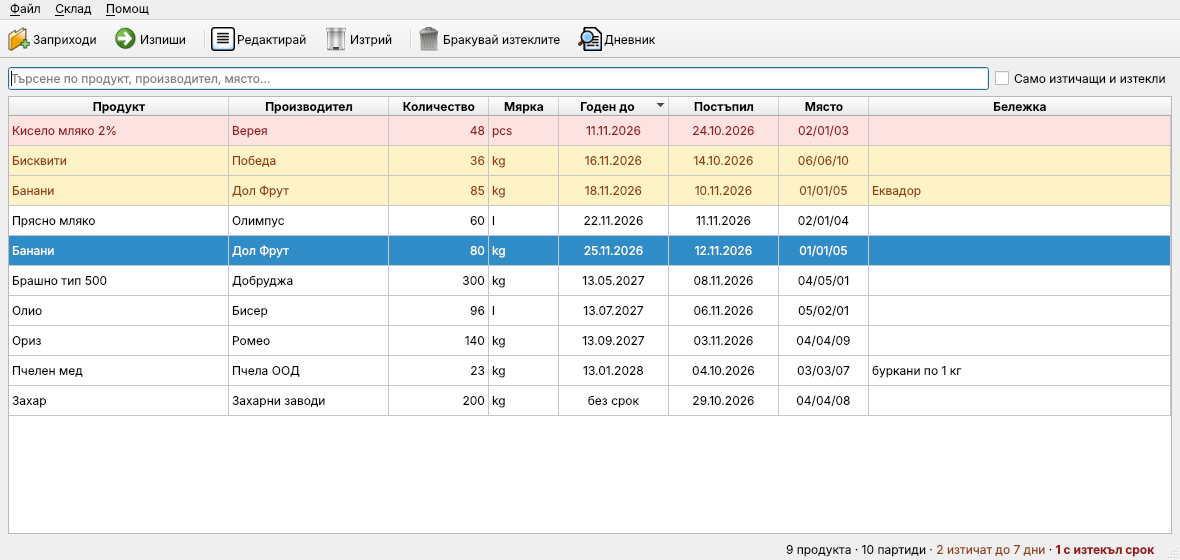 Файл Склад Помощ
Заприходи Изпиши Редактирай Изтрий Бракувай изтеклите Дневник
Търсене по продукт, производител, място... Само изтичащи и изтекли
Продукт Производител Количество Мярка Годен до Постъпил Място Бележка
Кисело мляко 2% Верея 48 pcs 11.11.2026 24.10.2026 02/01/03
Бисквити Победа 36 kg 16.11.2026 14.10.2026 06/06/10
Банани Дол Фрут 85 kg 18.11.2026 10.11.2026 01/01/05 Еквадор
Прясно мляко Олимпус 60 l 22.11.2026 11.11.2026 02/01/04
Банани Дол Фрут 80 kg 25.11.2026 12.11.2026 01/01/05
Брашно тип 500 Добруджа 300 kg 13.05.2027 08.11.2026 04/05/01
Олио Бисер 96 l 13.07.2027 06.11.2026 05/02/01
Ориз Ромео 140 kg 13.09.2027 03.11.2026 04/04/09
Пчелен мед Пчела ООД 23 kg 13.01.2028 04.10.2026 03/03/07 буркани по 1 кг
Захар Захарни заводи 200 kg без срок 29.10.2026 04/04/08
9 продукта · 10 партиди · 2 изтичат до 7 дни · 1 с изтекъл срок